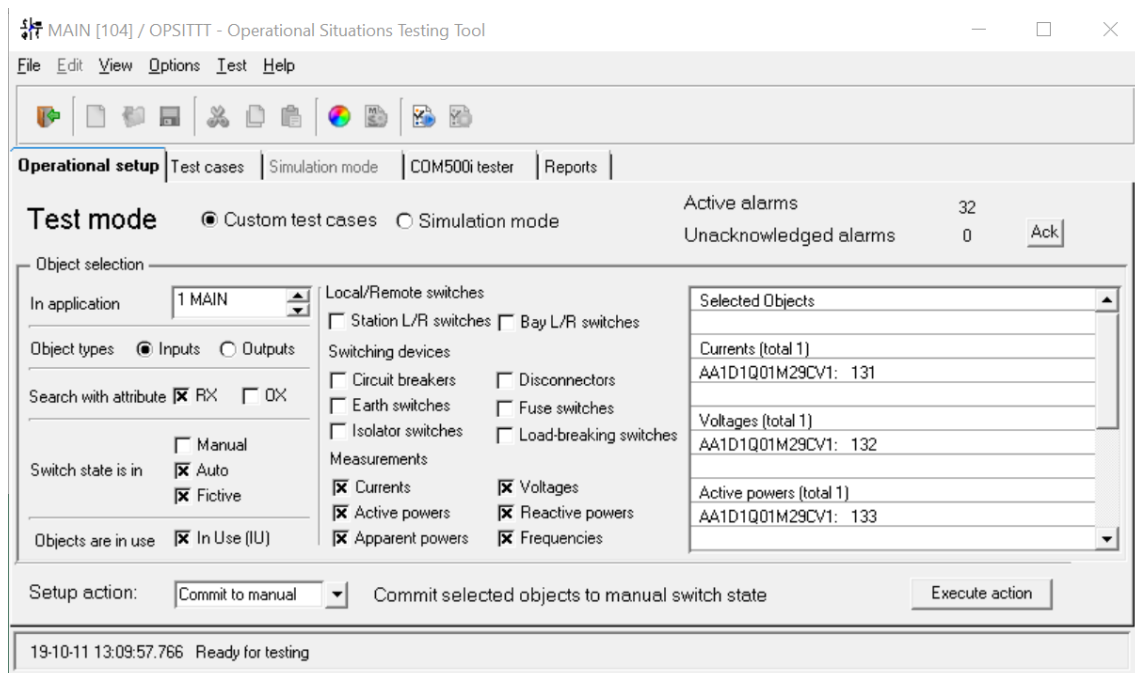 MAIN [104] / OPSITTT - Operational Situations Testing Tool
File Edit View Options Test Help
Operational setup Test cases Simulation mode COM500i tester Reports
Test mode Custom test cases Simulation mode
Active alarms 32
Unacknowledged alarms 0 Ack
Object selection
In application 1 MAIN
Object types Inputs Outputs
Search with attribute RX OX
Switch state is in
Manual
Auto
Fictive
Objects are in use In Use (IU)
Local/Remote switches
Station L/R switches Bay L/R switches
Switching devices
Circuit breakers Disconnectors
Earth switches Fuse switches
Isolator switches Load-breaking switches
Measurements
Currents Voltages
Active powers Reactive powers
Apparent powers Frequencies
Selected Objects
Currents (total 1)
AA1D1Q01M29CV1: 131
Voltages (total 1)
AA1D1Q01M29CV1: 132
Active powers (total 1)
AA1D1Q01M29CV1: 133
Setup action: Commit to manual Commit selected objects to manual switch state Execute action
19-10-11 13:09:57.766 Ready for testing